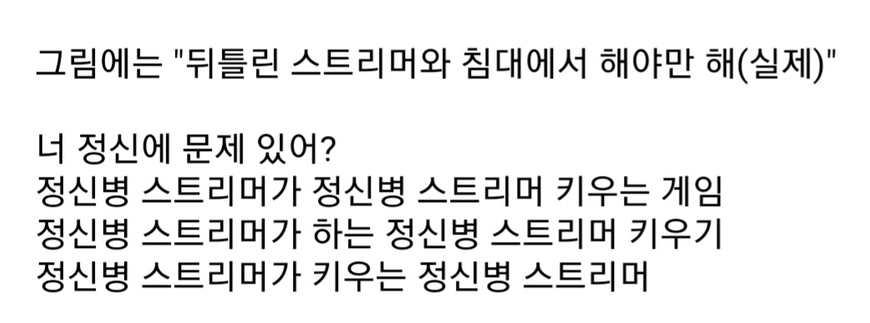 그림에는 "뒤틀린 스트리머와 침대에서 해야만 해(실제)"
너 정신에 문제 있어?
정신병 스트리머가 정신병 스트리머 키우는 게임
정신병 스트리머가 하는 정신병 스트리머 키우기
정신병 스트리머가 키우는 정신병 스트리머